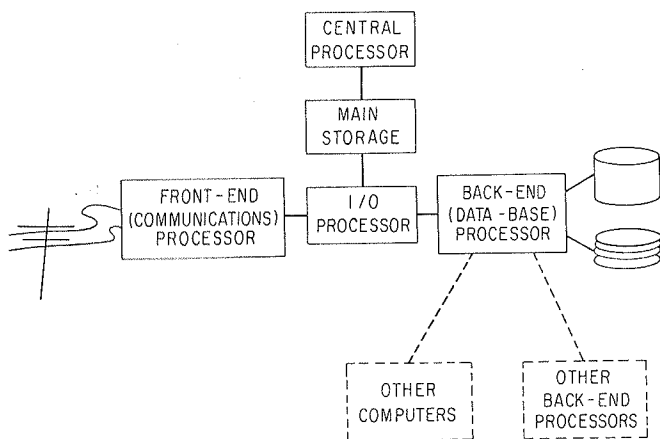 CENTRAL
PROCESSOR
MAIN
STORAGE
FRONT-END
(COMMUNICATIONS)
PROCESSOR
I/O
PROCESSOR
BACK-END
(DATA-BASE)
PROCESSOR
OTHER
COMPUTERS
OTHER
BACK-END
PROCESSORS